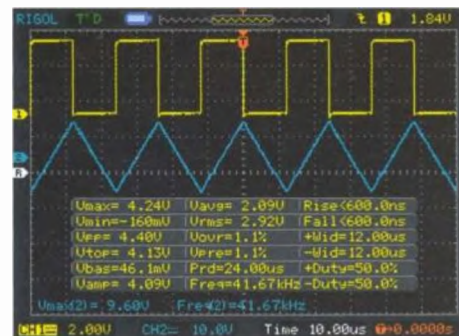 RIGOL T'D T 1 1.84V
T
1
2
R
Vmax= 4.24V Vavg= 2.09V Rise<600.0ns
Vmin=-160mV Vrms= 2.92V Fall<600.0ns
Vpp= 4.40V Vovr=1.1% +Wid=12.00us
Vtop= 4.13V Vpre=1.1% -Wid=12.00us
Vbas=46.1mV Prd=24.00us +Duty=50.0%
Vamp= 4.09V Freq=41.67kHz -Duty=50.0%
Vmax(2)= 9.60V Freq(2)=41.67kHz
CH1 2.00V CH2= 10.0V Time 10.00us T→0.0000s